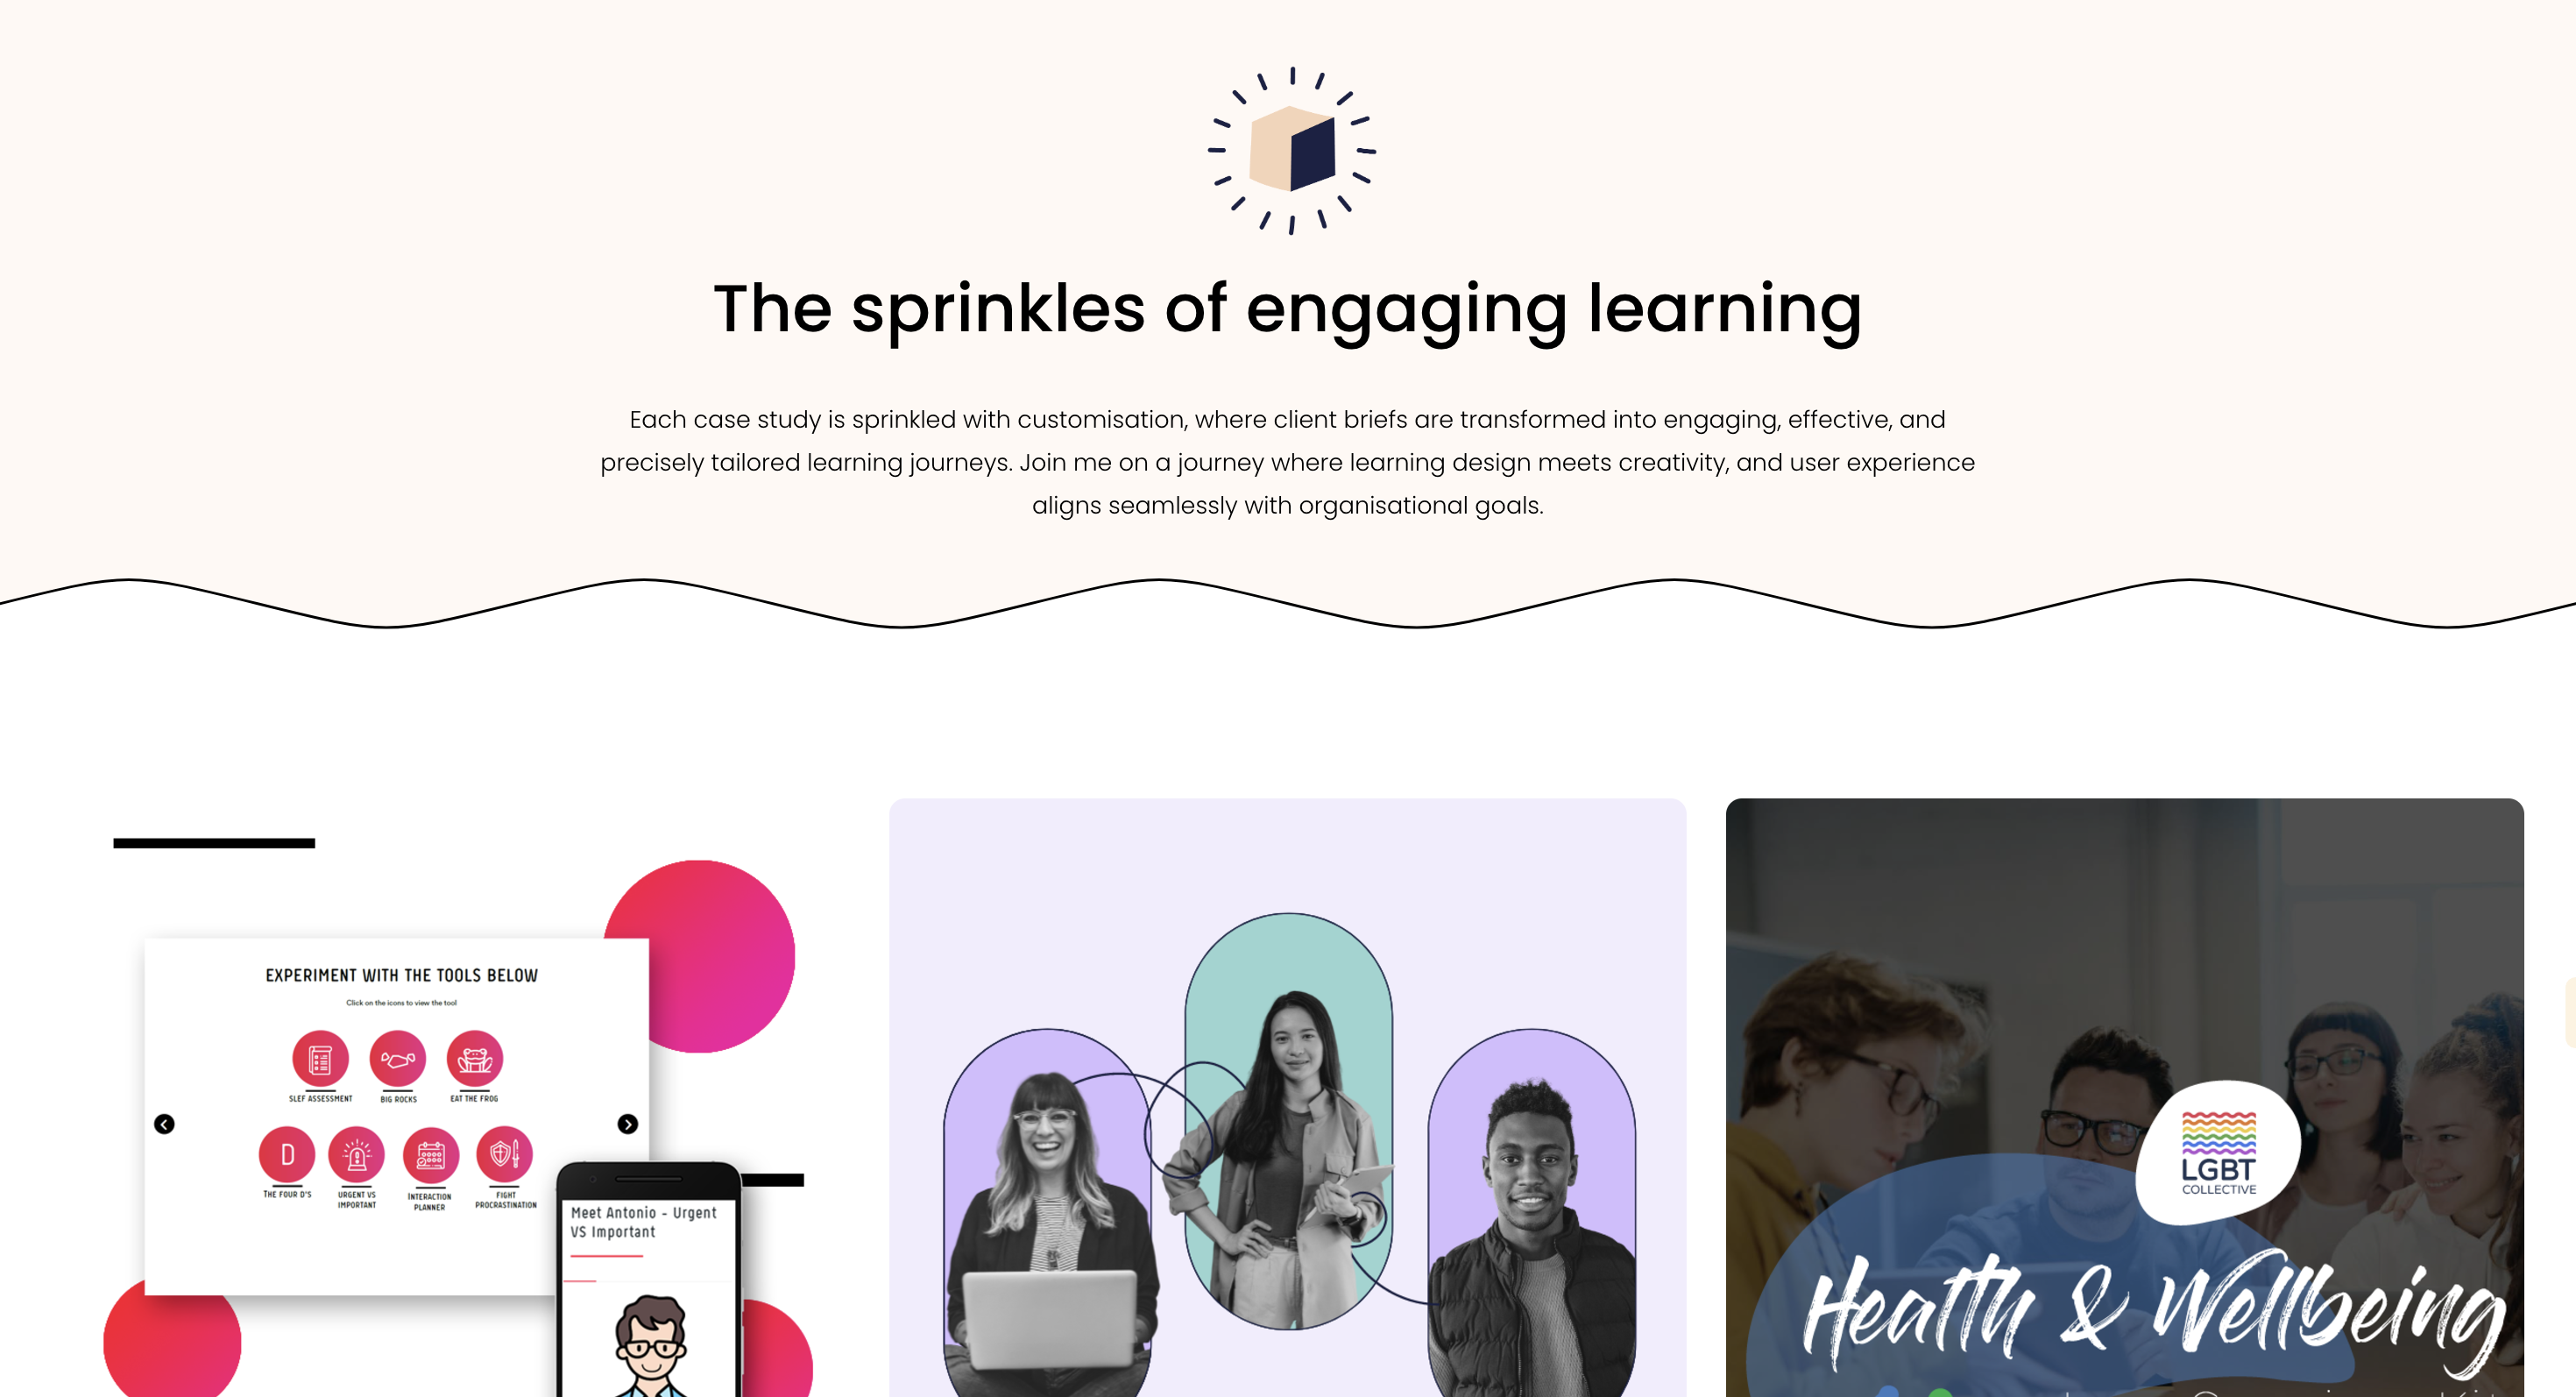 The sprinkles of engaging learning
Each case study is sprinkled with customisation, where client briefs are transformed into engaging, effective, and
precisely tailored learning journeys. Join me on a journey where learning design meets creativity, and user experience
aligns seamlessly with organisational goals.
EXPERIMENT WITH THE TOOLS BELOW
Click on the icons to view the tool
SLEF ASSESSMENT
BIG ROCKS
EAT THE FROG
D
THE FOUR D'S
URGENT VS
IMPORTANT
INTERACTION
PLANNER
FIGHT
PROCRASTINATION
Meet Antonio - Urgent
VS Important
LGBT
COLLECTIVE
Health & Wellbeing